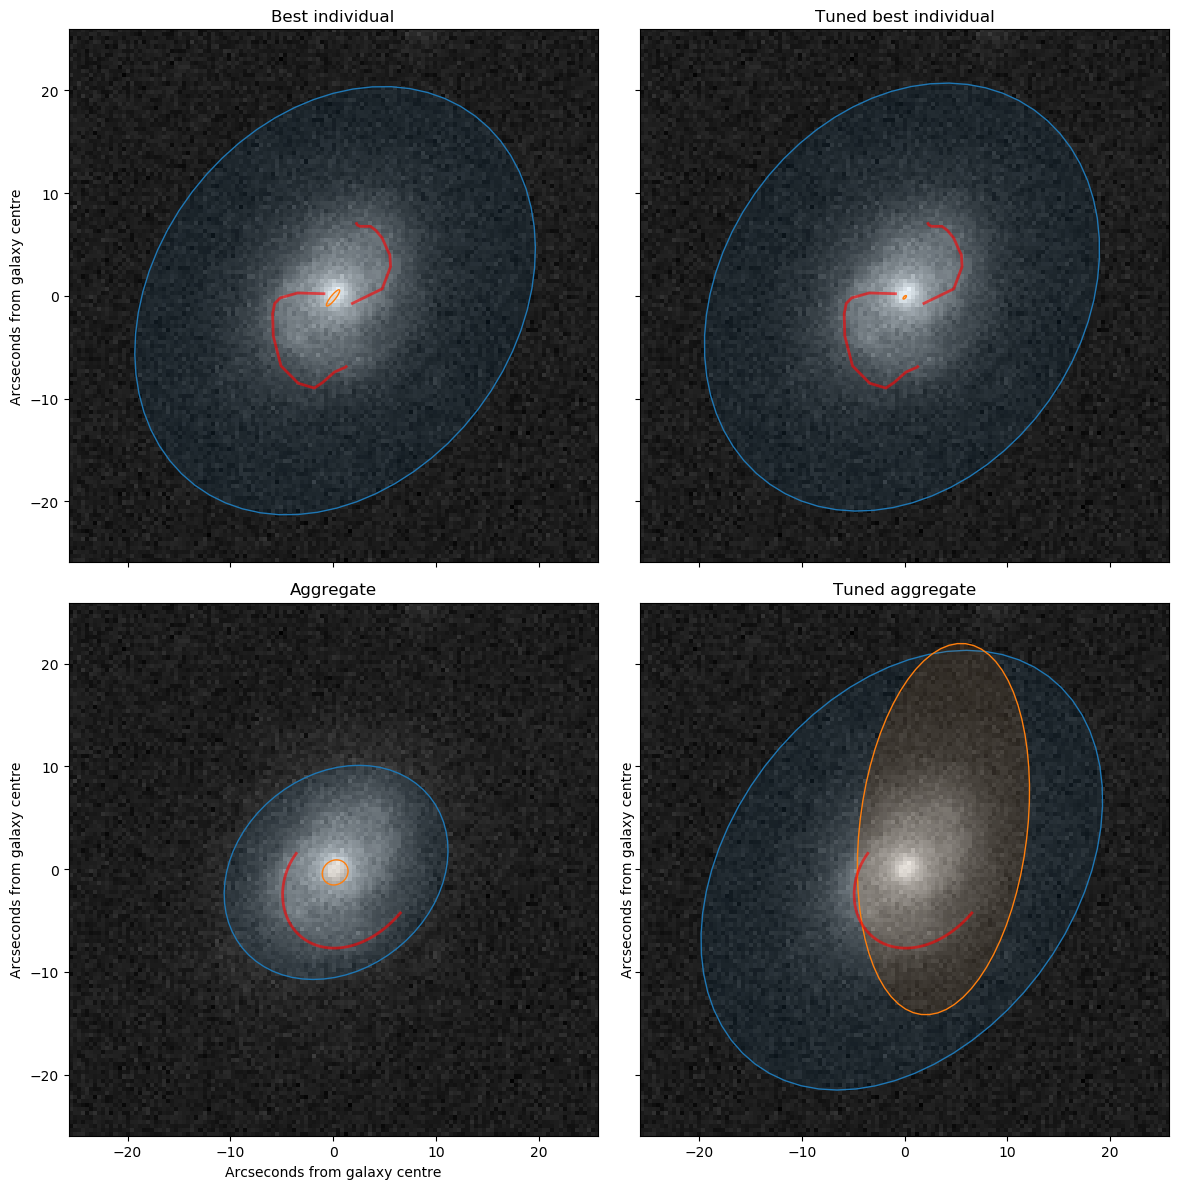 Best individual
Tuned best individual
20
10
0
−10
−20
Arcseconds from galaxy centre
Aggregate
Tuned aggregate
20
10
0
−10
−20
Arcseconds from galaxy centre
Arcseconds from galaxy centre
−20 −10 0 10 20
−20 −10 0 10 20
Arcseconds from galaxy centre